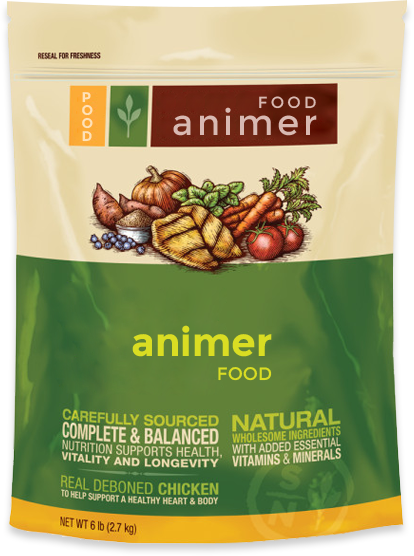 RESEAL FOR FRESHNESS
POOD
FOOD
animer
animer
FOOD
CAREFULLY SOURCED
COMPLETE & BALANCED
NUTRITION SUPPORTS HEALTH,
VITALITY AND LONGEVITY
NATURAL
WHOLESOME INGREDIENTS
WITH ADDED ESSENTIAL
VITAMINS & MINERALS
REAL DEBONED CHICKEN
TO HELP SUPPORT A HEALTHY HEART & BODY
S
N
NET WT 6 lb (2.7 kg)